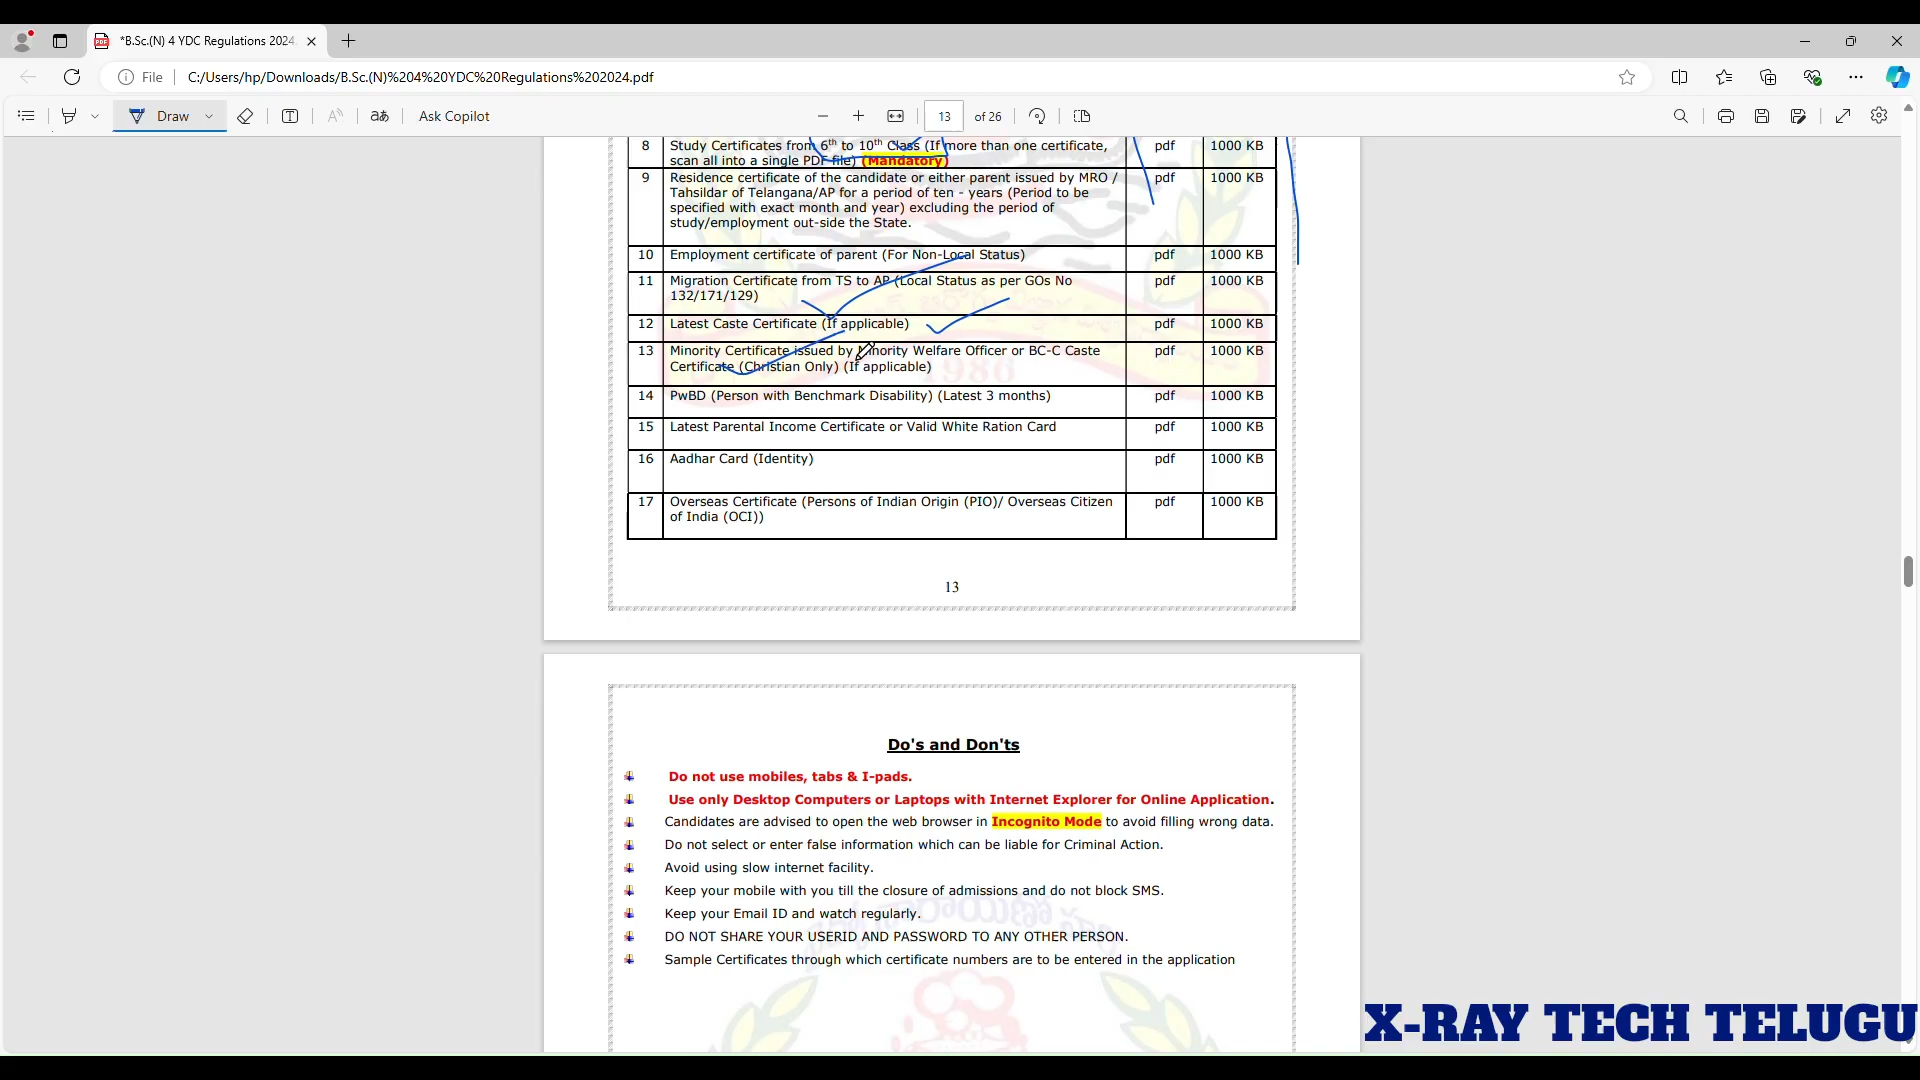 *B.Sc.(N) 4 YDC Regulations 2024
File
C:/Users/hp/Downloads/B.Sc.(N)%204%20YDC%20Regulations%202024.pdf
Draw
Ask Copilot
13 of 26
8 Study Certificates from 6th to 10th Class (If more than one certificate, pdf 1000 KB
scan all into a single PDF file) (Mandatory)
9 Residence certificate of the candidate or either parent issued by MRO / pdf 1000 KB
Tahsildar of Telangana/AP for a period of ten - years (Period to be
specified with exact month and year) excluding the period of
study/employment out-side the State.
10 Employment certificate of parent (For Non-Local Status) pdf 1000 KB
11 Migration Certificate from TS to AP (Local Status as per GOs No pdf 1000 KB
132/171/129)
12 Latest Caste Certificate (If applicable) pdf 1000 KB
13 Minority Certificate issued by Minority Welfare Officer or BC-C Caste pdf 1000 KB
Certificate (Christian Only) (If applicable)
1986
14 PwBD (Person with Benchmark Disability) (Latest 3 months) pdf 1000 KB
15 Latest Parental Income Certificate or Valid White Ration Card pdf 1000 KB
16 Aadhar Card (Identity) pdf 1000 KB
17 Overseas Certificate (Persons of Indian Origin (PIO)/ Overseas Citizen pdf 1000 KB
of India (OCI))
13
Do's and Don'ts
Do not use mobiles, tabs & I-pads.
Use only Desktop Computers or Laptops with Internet Explorer for Online Application.
Candidates are advised to open the web browser in Incognito Mode to avoid filling wrong data.
Do not select or enter false information which can be liable for Criminal Action.
Avoid using slow internet facility.
Keep your mobile with you till the closure of admissions and do not block SMS.
Keep your Email ID and watch regularly.
DO NOT SHARE YOUR USERID AND PASSWORD TO ANY OTHER PERSON.
Sample Certificates through which certificate numbers are to be entered in the application
X-RAY TECH TELUGU